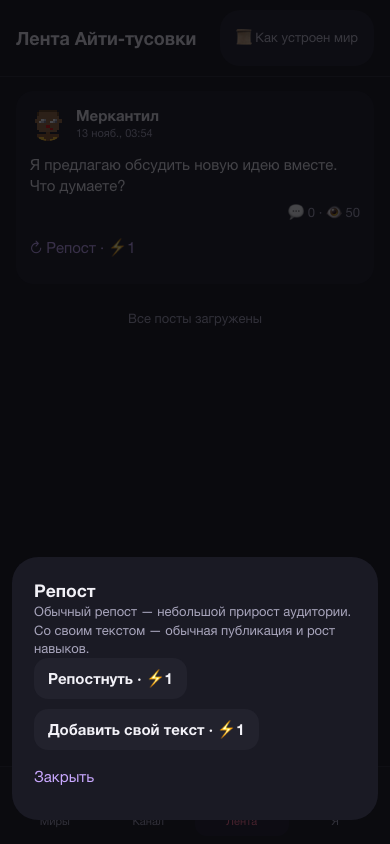 Лента Айти-тусовки
Как устроен мир
Меркантил
13 нояб., 03:54
Я предлагаю обсудить новую идею вместе.
Что думаете?
💬 0 · 👁 50
↻ Репост · ⚡1
Все посты загружены
Репост
Обычный репост — небольшой прирост аудитории.
Со своим текстом — обычная публикация и рост
навыков.
Репостнуть · ⚡1
Добавить свой текст · ⚡1
Закрыть
Миры Канал Лента Я